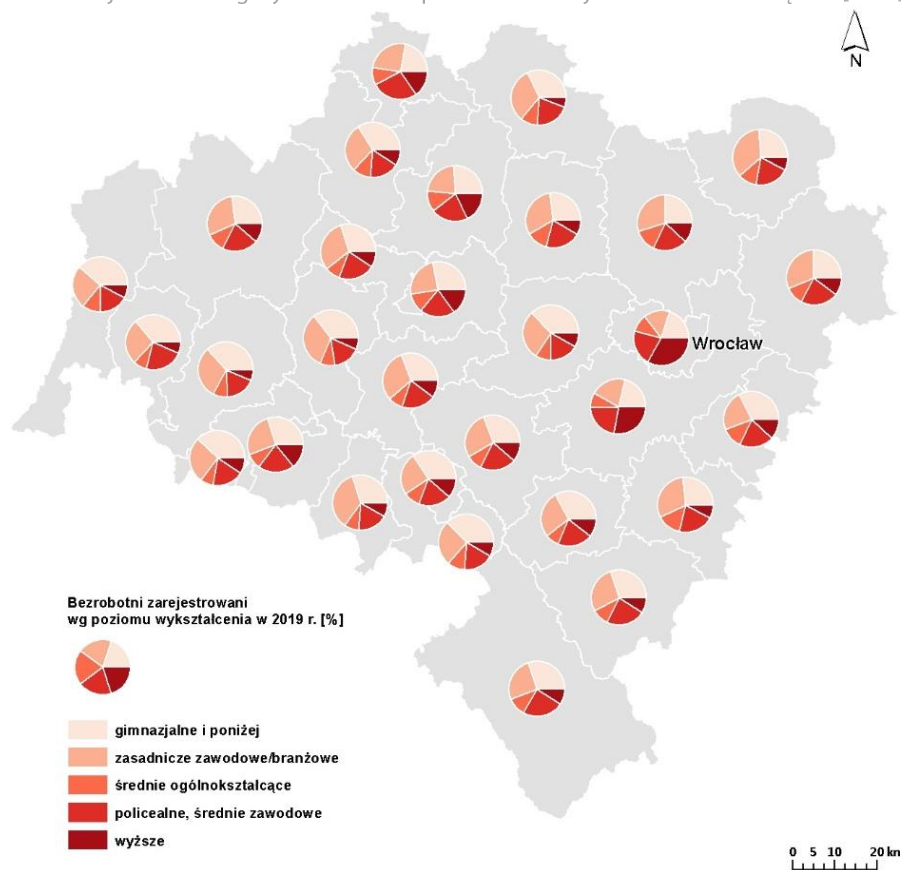 N
Wrocław
Bezrobotni zarejestrowani
wg poziomu wykształcenia w 2019 r. [%]
gimnazjalne i poniżej
zasadnicze zawodowe/branżowe
średnie ogólnokształcące
policealne, średnie zawodowe
wyższe
0 5 10 20 km